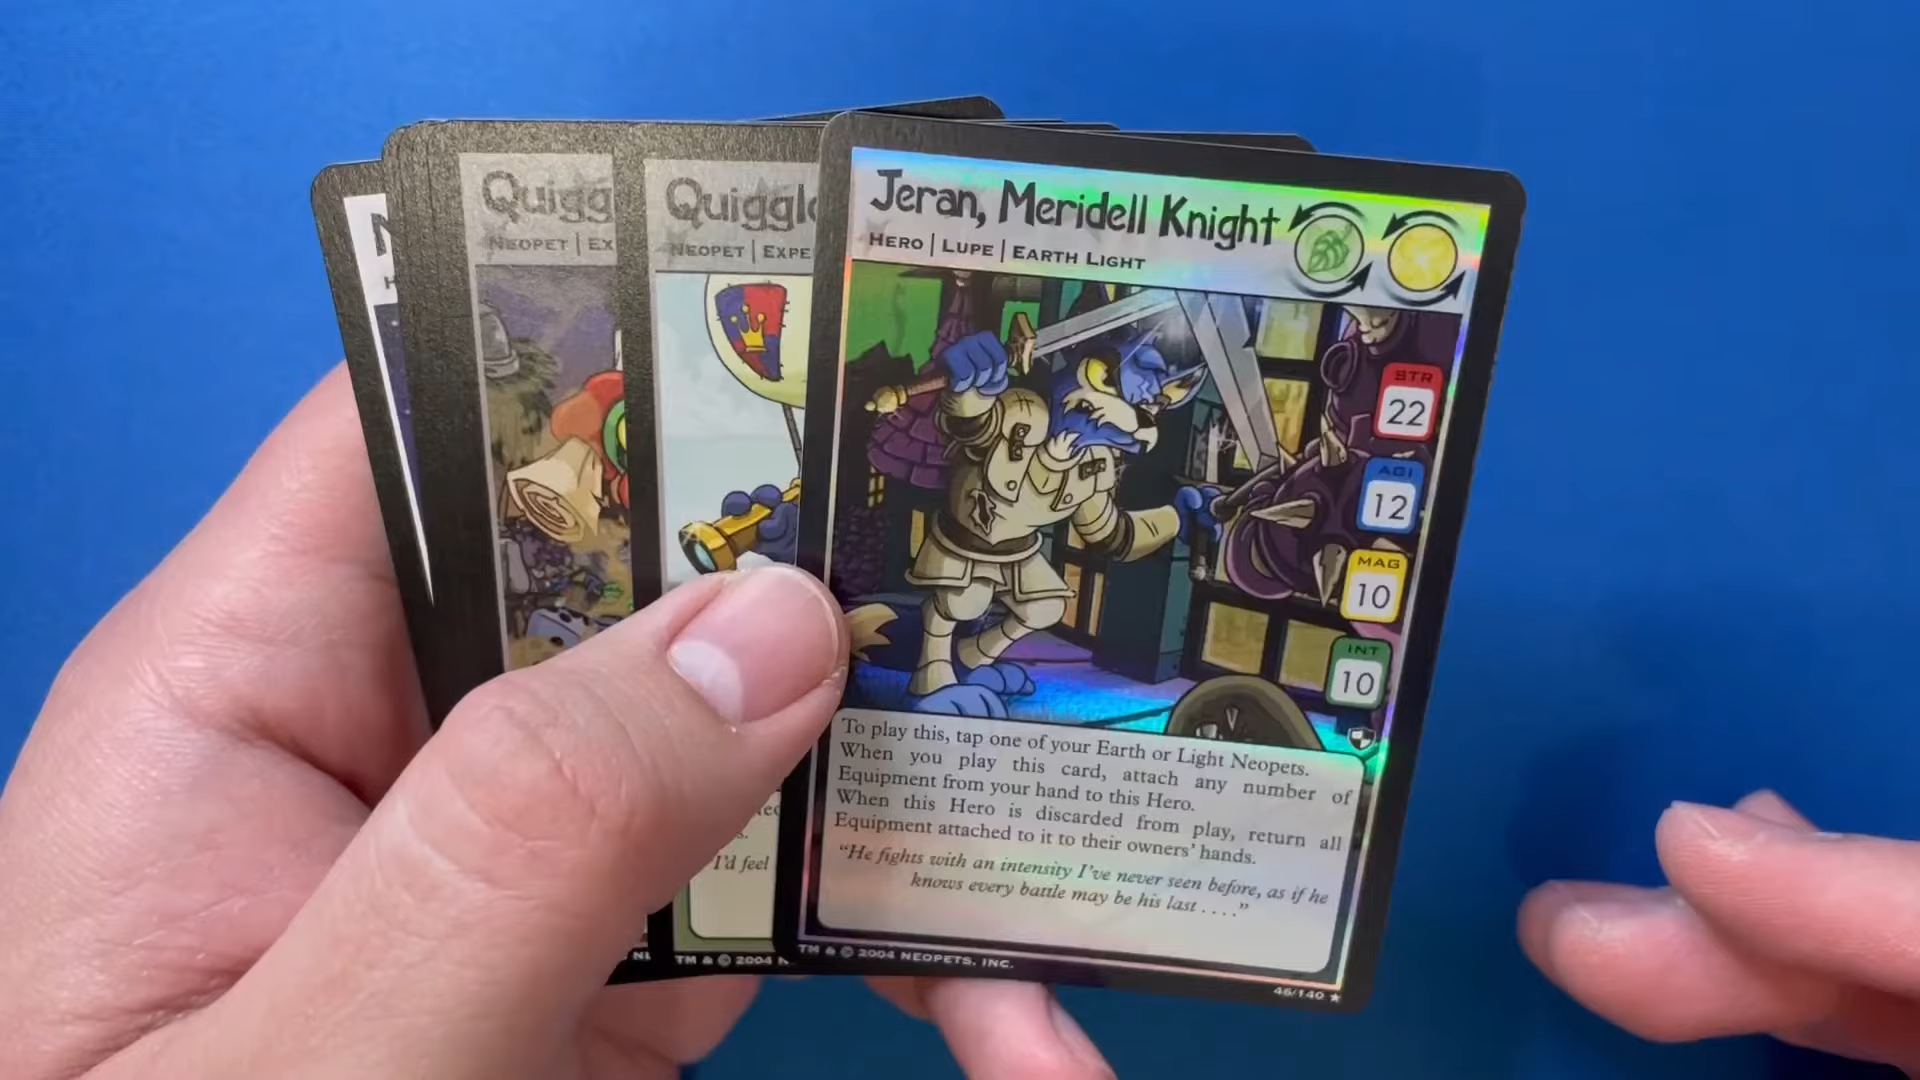 Quigg
NEOPET | EX
Quiggl
NEOPET | EXPE
Jeran, Meridell Knight
HERO | LUPE | EARTH LIGHT
STR
22
AGI
12
MAG
10
INT
10
To play this, tap one of your Earth or Light Neopets.
When you play this card, attach any number of
Equipment from your hand to this Hero.
When this Hero is discarded from play, return all
Equipment attached to it to their owners' hands.
“He fights with an intensity I've never seen before, as if he
knows every battle may be his last . . . .”
TM & © 2004 NEOPETS, INC.
46/140 ★
I'd feel
TM & © 2004 N